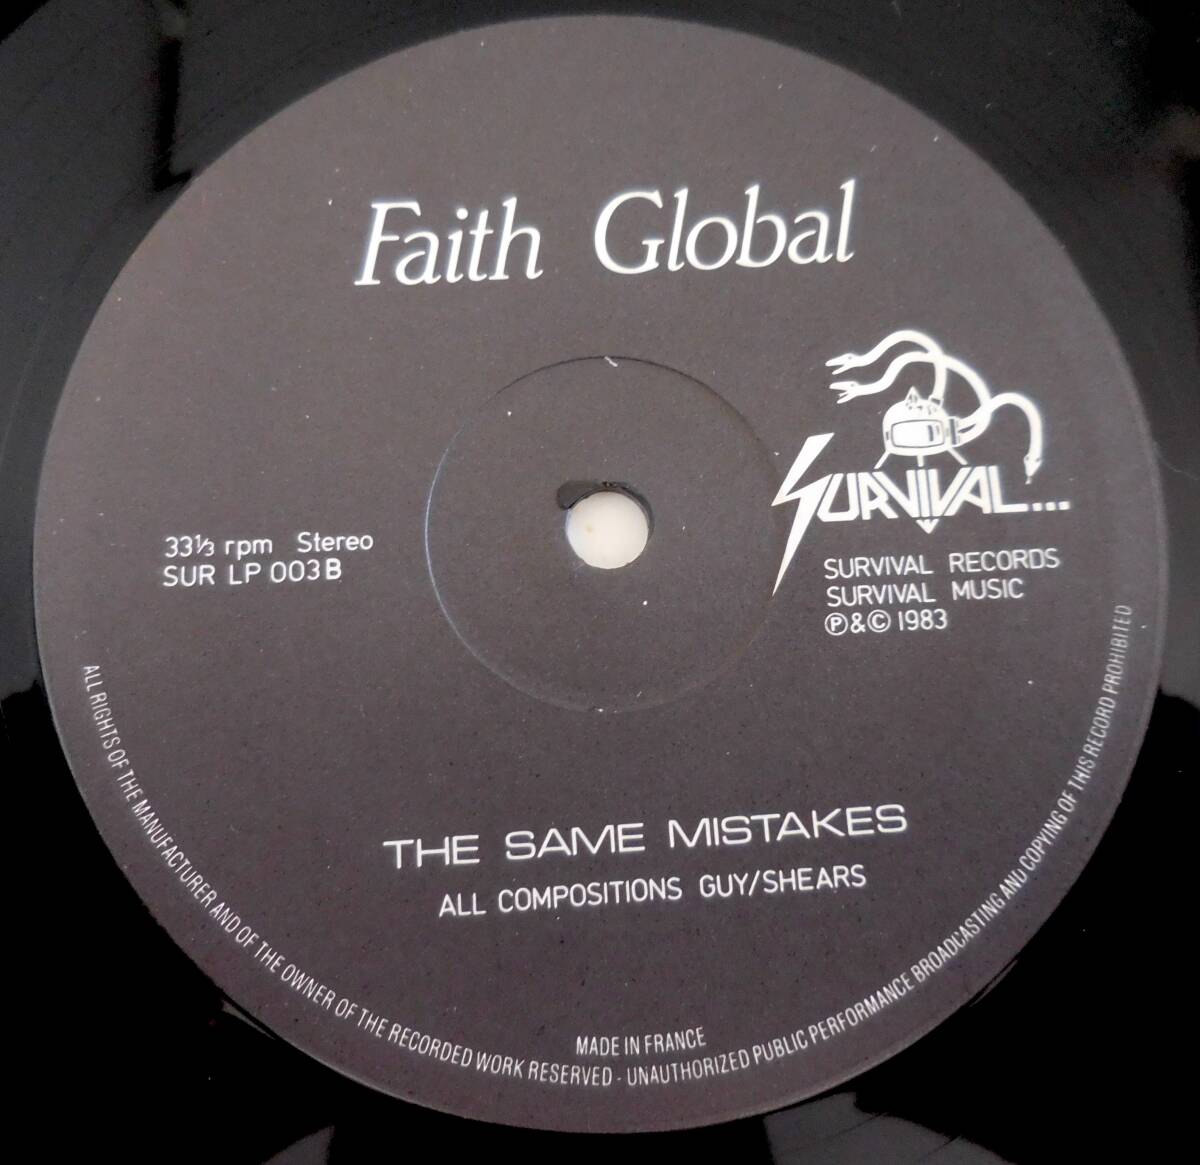 Faith Global
SURVIVAL...
33⅓ rpm Stereo
SUR LP 003B
SURVIVAL RECORDS
SURVIVAL MUSIC
℗&© 1983
THE SAME MISTAKES
ALL COMPOSITIONS GUY/SHEARS
MADE IN FRANCE
ALL RIGHTS OF THE MANUFACTURER AND OF THE OWNER OF THE RECORDED WORK RESERVED - UNAUTHORIZED PUBLIC PERFORMANCE BROADCASTING AND COPYING OF THIS RECORD PROHIBITED